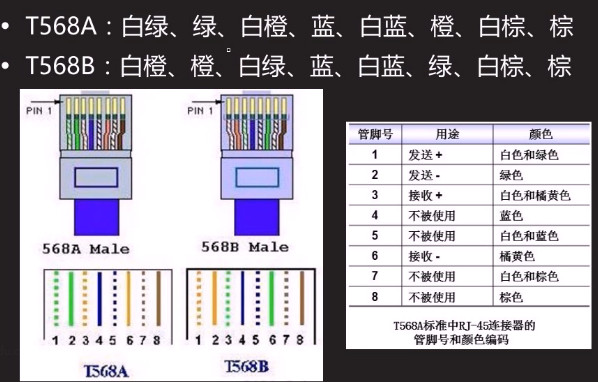 • T568A：白绿、绿、白橙、蓝、白蓝、橙、白棕、棕
• T568B：白橙、橙、白绿、蓝、白蓝、绿、白棕、棕
PIN 1
PIN 1
568A Male
568B Male
1 2 3 4 5 6 7 8
1 2 3 4 5 6 7 8
T568A
T568B
管脚号 用途 颜色
1 发送+ 白色和绿色
2 发送- 绿色
3 接收+ 白色和橘黄色
4 不被使用 蓝色
5 不被使用 白色和蓝色
6 接收- 橘黄色
7 不被使用 白色和棕色
8 不被使用 棕色
T568A标准中RJ-45连接器的
管脚号和颜色编码